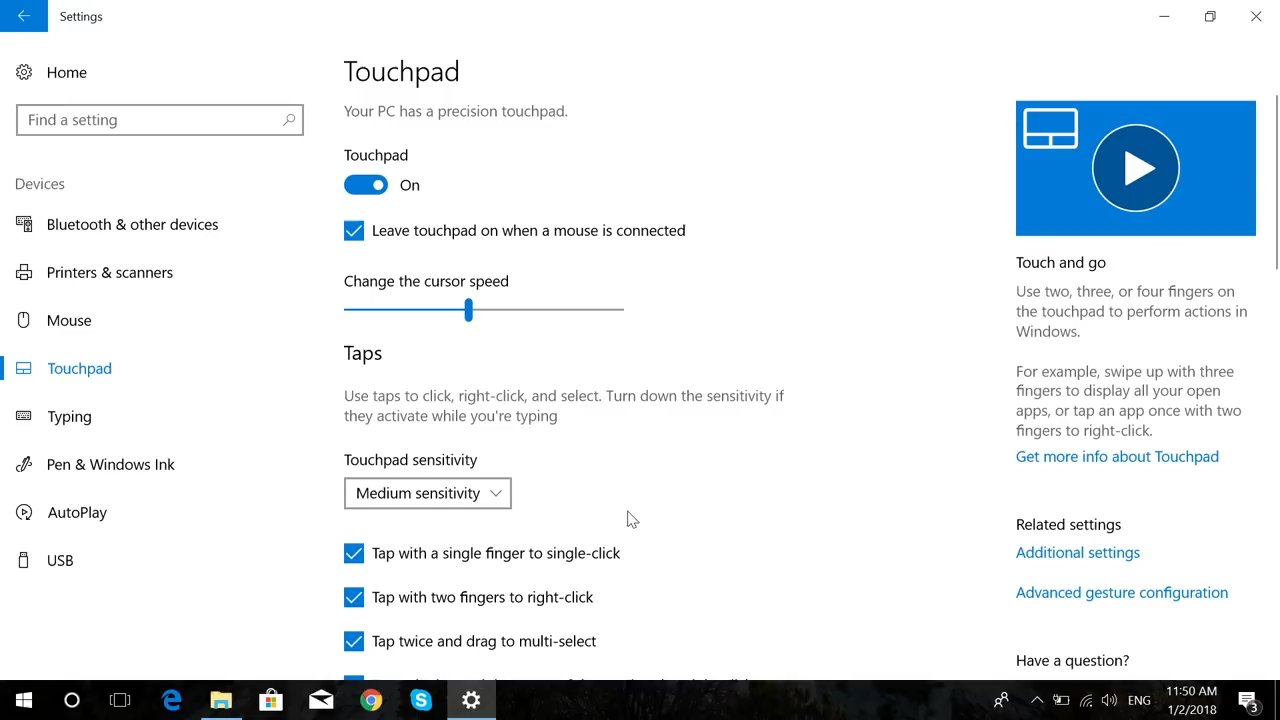 Settings
Home
Find a setting
Devices
Bluetooth & other devices
Printers & scanners
Mouse
Touchpad
Typing
Pen & Windows Ink
AutoPlay
USB
Touchpad
Your PC has a precision touchpad.
Touchpad
On
Leave touchpad on when a mouse is connected
Change the cursor speed
Taps
Use taps to click, right-click, and select. Turn down the sensitivity if
they activate while you're typing
Touchpad sensitivity
Medium sensitivity
Tap with a single finger to single-click
Tap with two fingers to right-click
Tap twice and drag to multi-select
Touch and go
Use two, three, or four fingers on
the touchpad to perform actions in
Windows.
For example, swipe up with three
fingers to display all your open
apps, or tap an app once with two
fingers to right-click.
Get more info about Touchpad
Related settings
Additional settings
Advanced gesture configuration
Have a question?
ENG
11:50 AM
1/2/2018
3